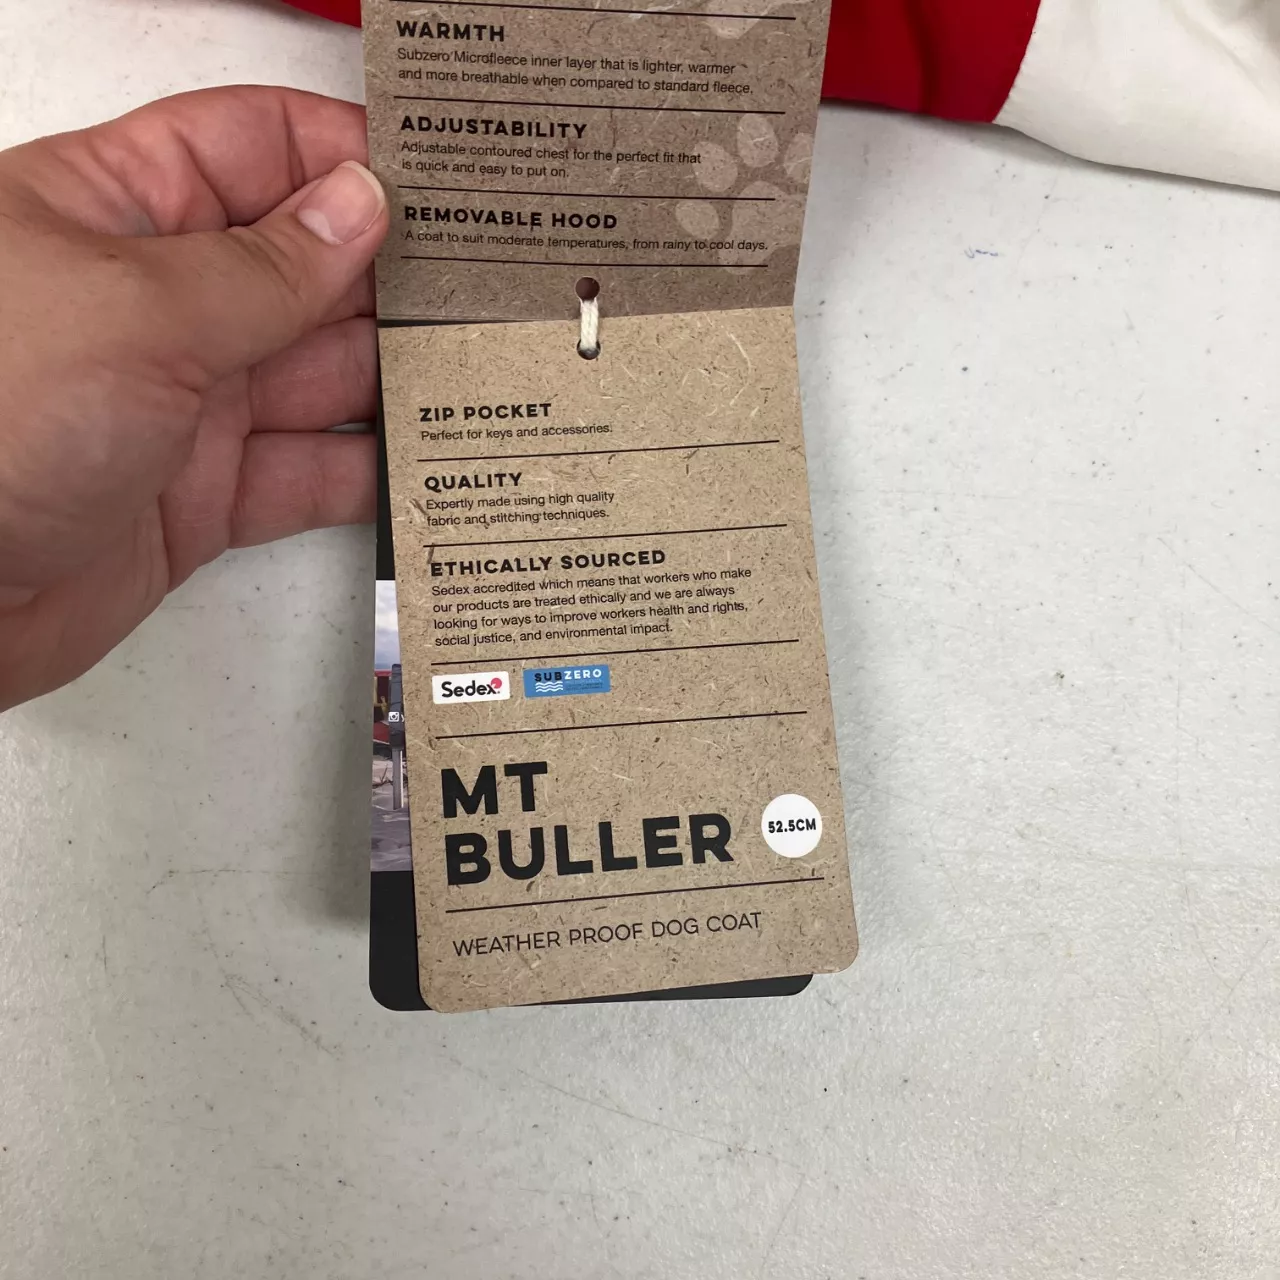 WARMTH
Subzero Microfleece inner layer that is lighter, warmer
and more breathable when compared to standard fleece.
ADJUSTABILITY
Adjustable contoured chest for the perfect fit that
is quick and easy to put on.
REMOVABLE HOOD
A coat to suit moderate temperatures, from rainy to cool days.
ZIP POCKET
Perfect for keys and accessories.
QUALITY
Expertly made using high quality
fabric and stitching techniques.
ETHICALLY SOURCED
Sedex accredited which means that workers who make
our products are treated ethically and we are always
looking for ways to improve workers health and rights,
social justice, and environmental impact.
Sedex SUBZERO
MT
BULLER
52.5CM
WEATHER PROOF DOG COAT